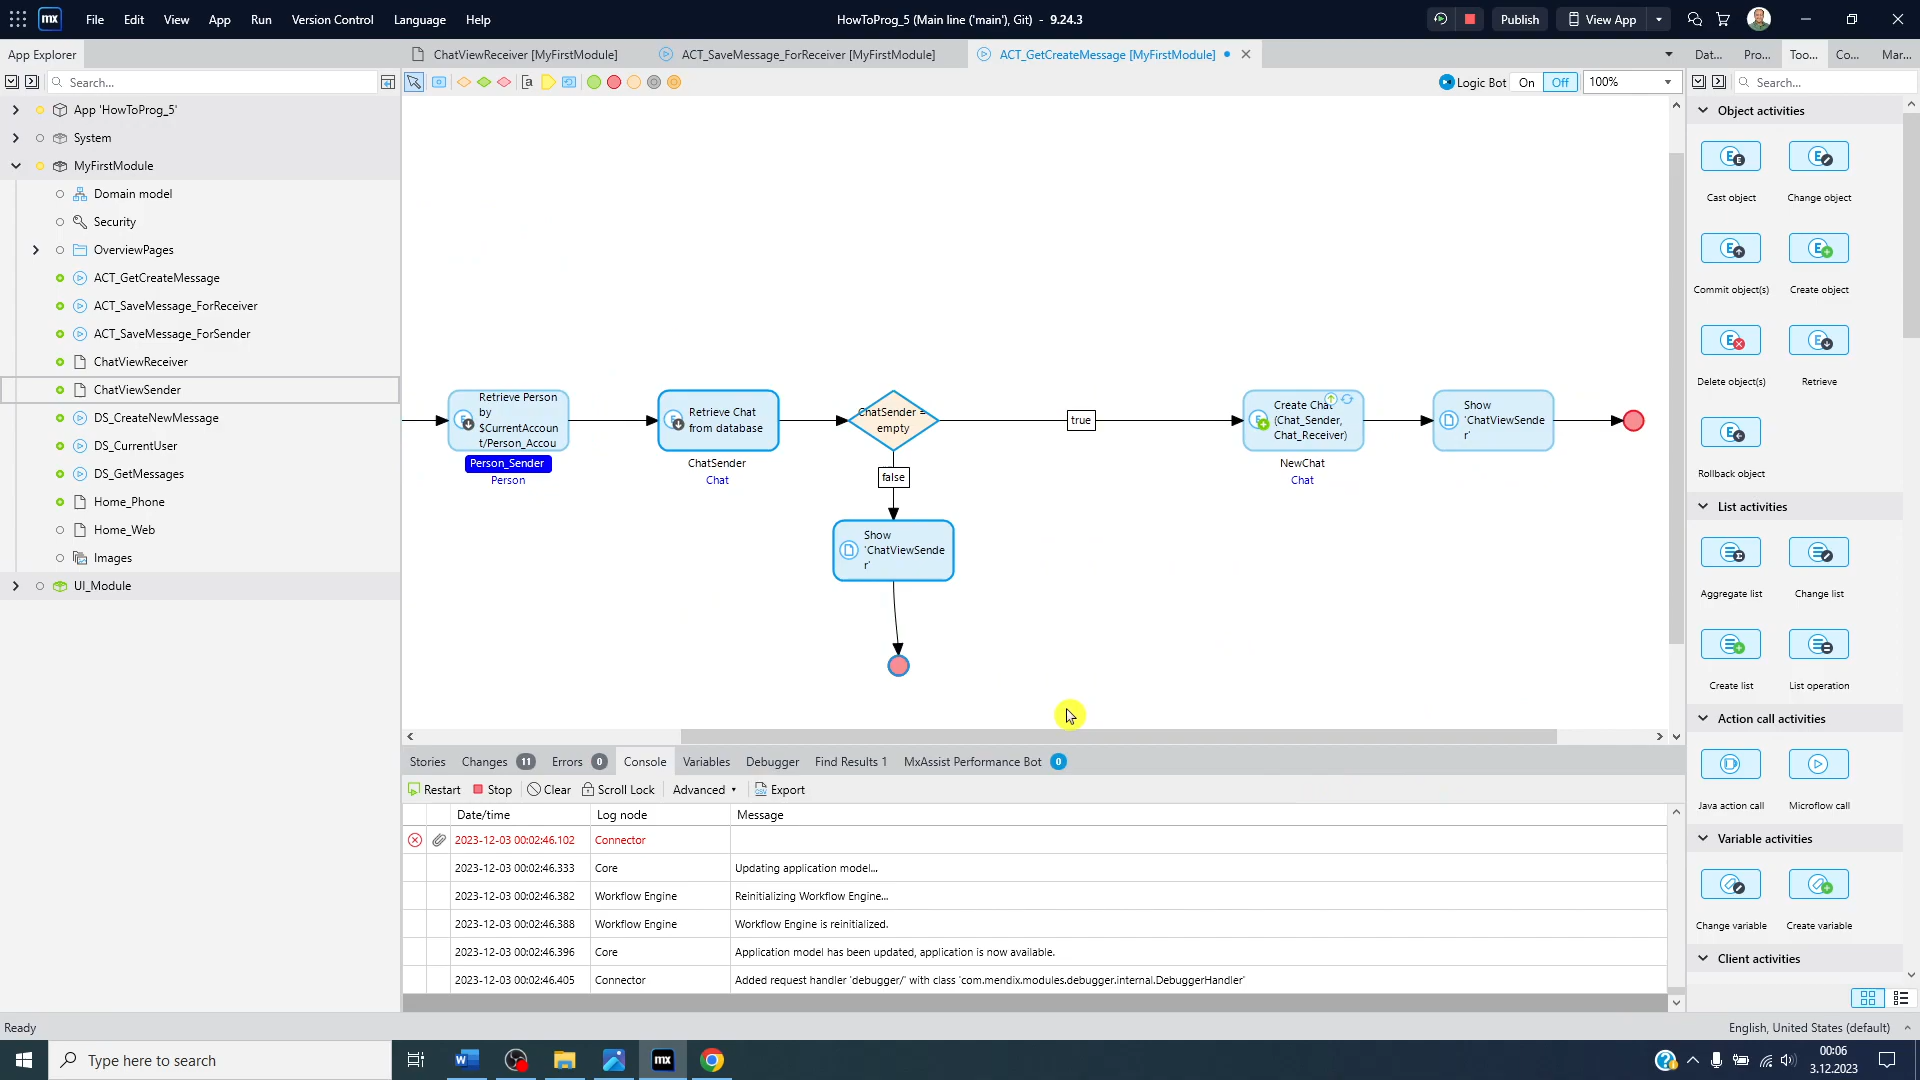 mx
File Edit View App Run Version Control Language Help
HowToProg_5 (Main line ('main'), Git) - 9.24.3
Publish
View App
App Explorer
ChatViewReceiver [MyFirstModule]
ACT_SaveMessage_ForReceiver [MyFirstModule]
ACT_GetCreateMessage [MyFirstModule]
Dat... Pro... Too... Co... Mar...
Search...
Logic Bot On Off 100%
Search...
App 'HowToProg_5'
System
MyFirstModule
Domain model
Security
OverviewPages
ACT_GetCreateMessage
ACT_SaveMessage_ForReceiver
ACT_SaveMessage_ForSender
ChatViewReceiver
ChatViewSender
DS_CreateNewMessage
DS_CurrentUser
DS_GetMessages
Home_Phone
Home_Web
Images
UI_Module
Retrieve Person
by
$CurrentAccount
t/Person_Accou
Person_Sender
Person
Retrieve Chat
from database
ChatSender
Chat
ChatSender =
empty
true
false
Show
'ChatViewSende
r'
Create Chat
(Chat_Sender,
Chat_Receiver)
NewChat
Chat
Show
'ChatViewSende
r'
Object activities
Cast object
Change object
Commit object(s)
Create object
Delete object(s)
Retrieve
Rollback object
List activities
Aggregate list
Change list
Create list
List operation
Action call activities
Java action call
Microflow call
Variable activities
Change variable
Create variable
Client activities
Stories Changes 11 Errors 0 Console Variables Debugger Find Results 1 MxAssist Performance Bot 0
Restart Stop Clear Scroll Lock Advanced Export
Date/time Log node Message
2023-12-03 00:02:46.102 Connector
2023-12-03 00:02:46.333 Core Updating application model...
2023-12-03 00:02:46.382 Workflow Engine Reinitializing Workflow Engine...
2023-12-03 00:02:46.388 Workflow Engine Workflow Engine is reinitialized.
2023-12-03 00:02:46.396 Core Application model has been updated, application is now available.
2023-12-03 00:02:46.405 Connector Added request handler 'debugger/' with class 'com.mendix.modules.debugger.internal.DebuggerHandler'
Ready
English, United States (default)
Type here to search
mx
00:06
3.12.2023